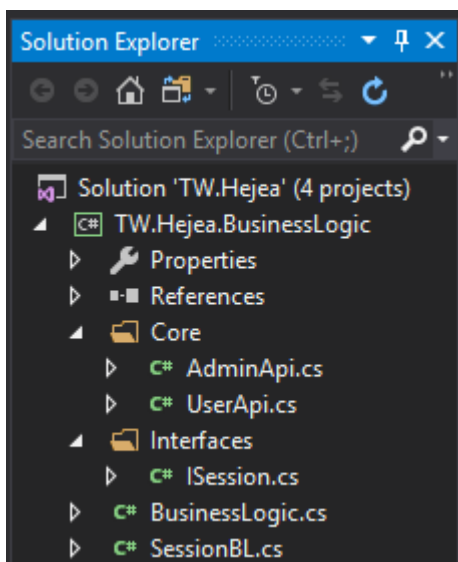 Solution Explorer
Search Solution Explorer (Ctrl+;)
Solution 'TW.Hejea' (4 projects)
C# TW.Hejea.BusinessLogic
Properties
References
Core
C# AdminApi.cs
C# UserApi.cs
Interfaces
C# ISession.cs
C# BusinessLogic.cs
C# SessionBL.cs